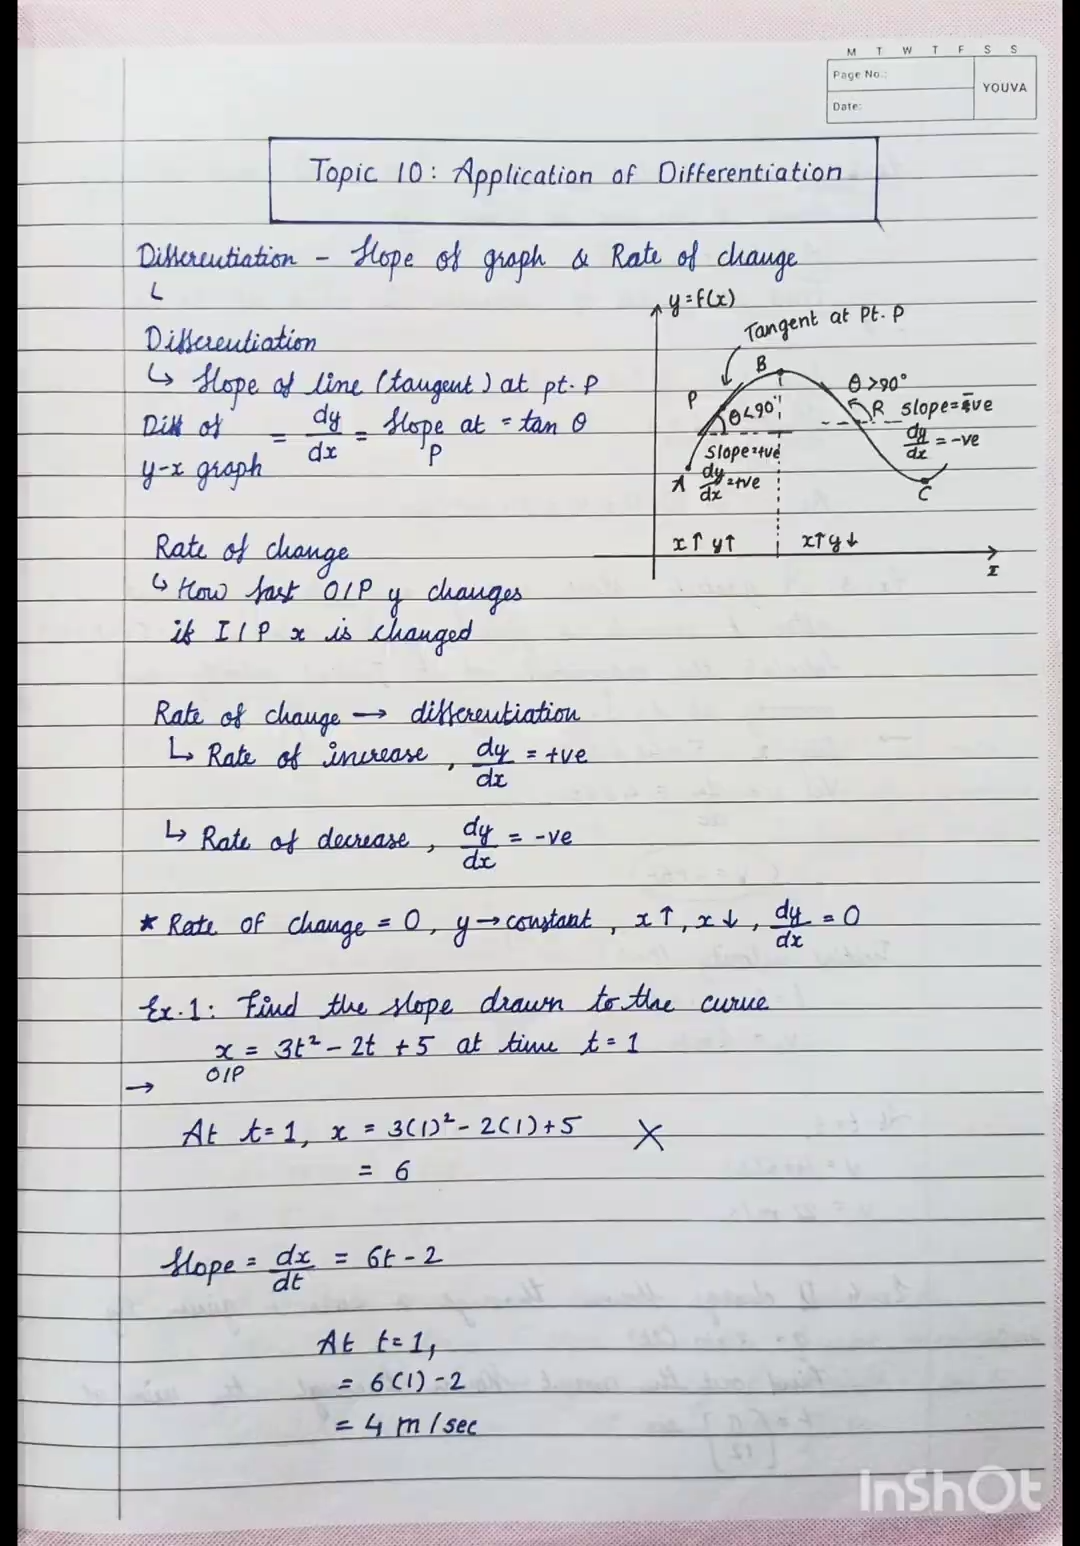 M T W T F S S
Page No.:
YOUVA
Date:
Topic 10: Application of Differentiation
Differentiation - Slope of graph & Rate of change
↳
y=f(x)
Tangent at Pt. P
Differentiation
↳ Slope of line (tangent) at pt. P
Diff of y-x graph = dy/dx = Slope at P = tan θ
B
P
θ<90°
θ>90°
R slope=-ve
dy/dx = -ve
Slope=+ve
A dy/dx =+ve
C
x↑ y↑
x↑ y↓
x
Rate of change
↳ How fast O/P y changes
if I/P x is changed
Rate of change → differentiation
↳ Rate of increase, dy/dx = +ve
↳ Rate of decrease, dy/dx = -ve
* Rate of change = 0, y → constant, x↑, x↓, dy/dx = 0
Ex.1: Find the slope drawn to the curve
x = 3t² - 2t + 5 at time t = 1
O/P
→
At t=1, x = 3(1)² - 2(1)+5 X
= 6
Slope = dx/dt = 6t - 2
At t=1,
= 6(1) - 2
= 4 m/sec
InShOt